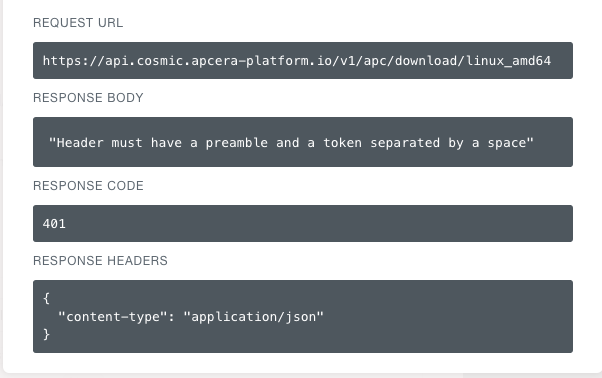 REQUEST URL
https://api.cosmic.apcera-platform.io/v1/apc/download/linux_amd64
RESPONSE BODY
"Header must have a preamble and a token separated by a space"
RESPONSE CODE
401
RESPONSE HEADERS
{
  "content-type": "application/json"
}